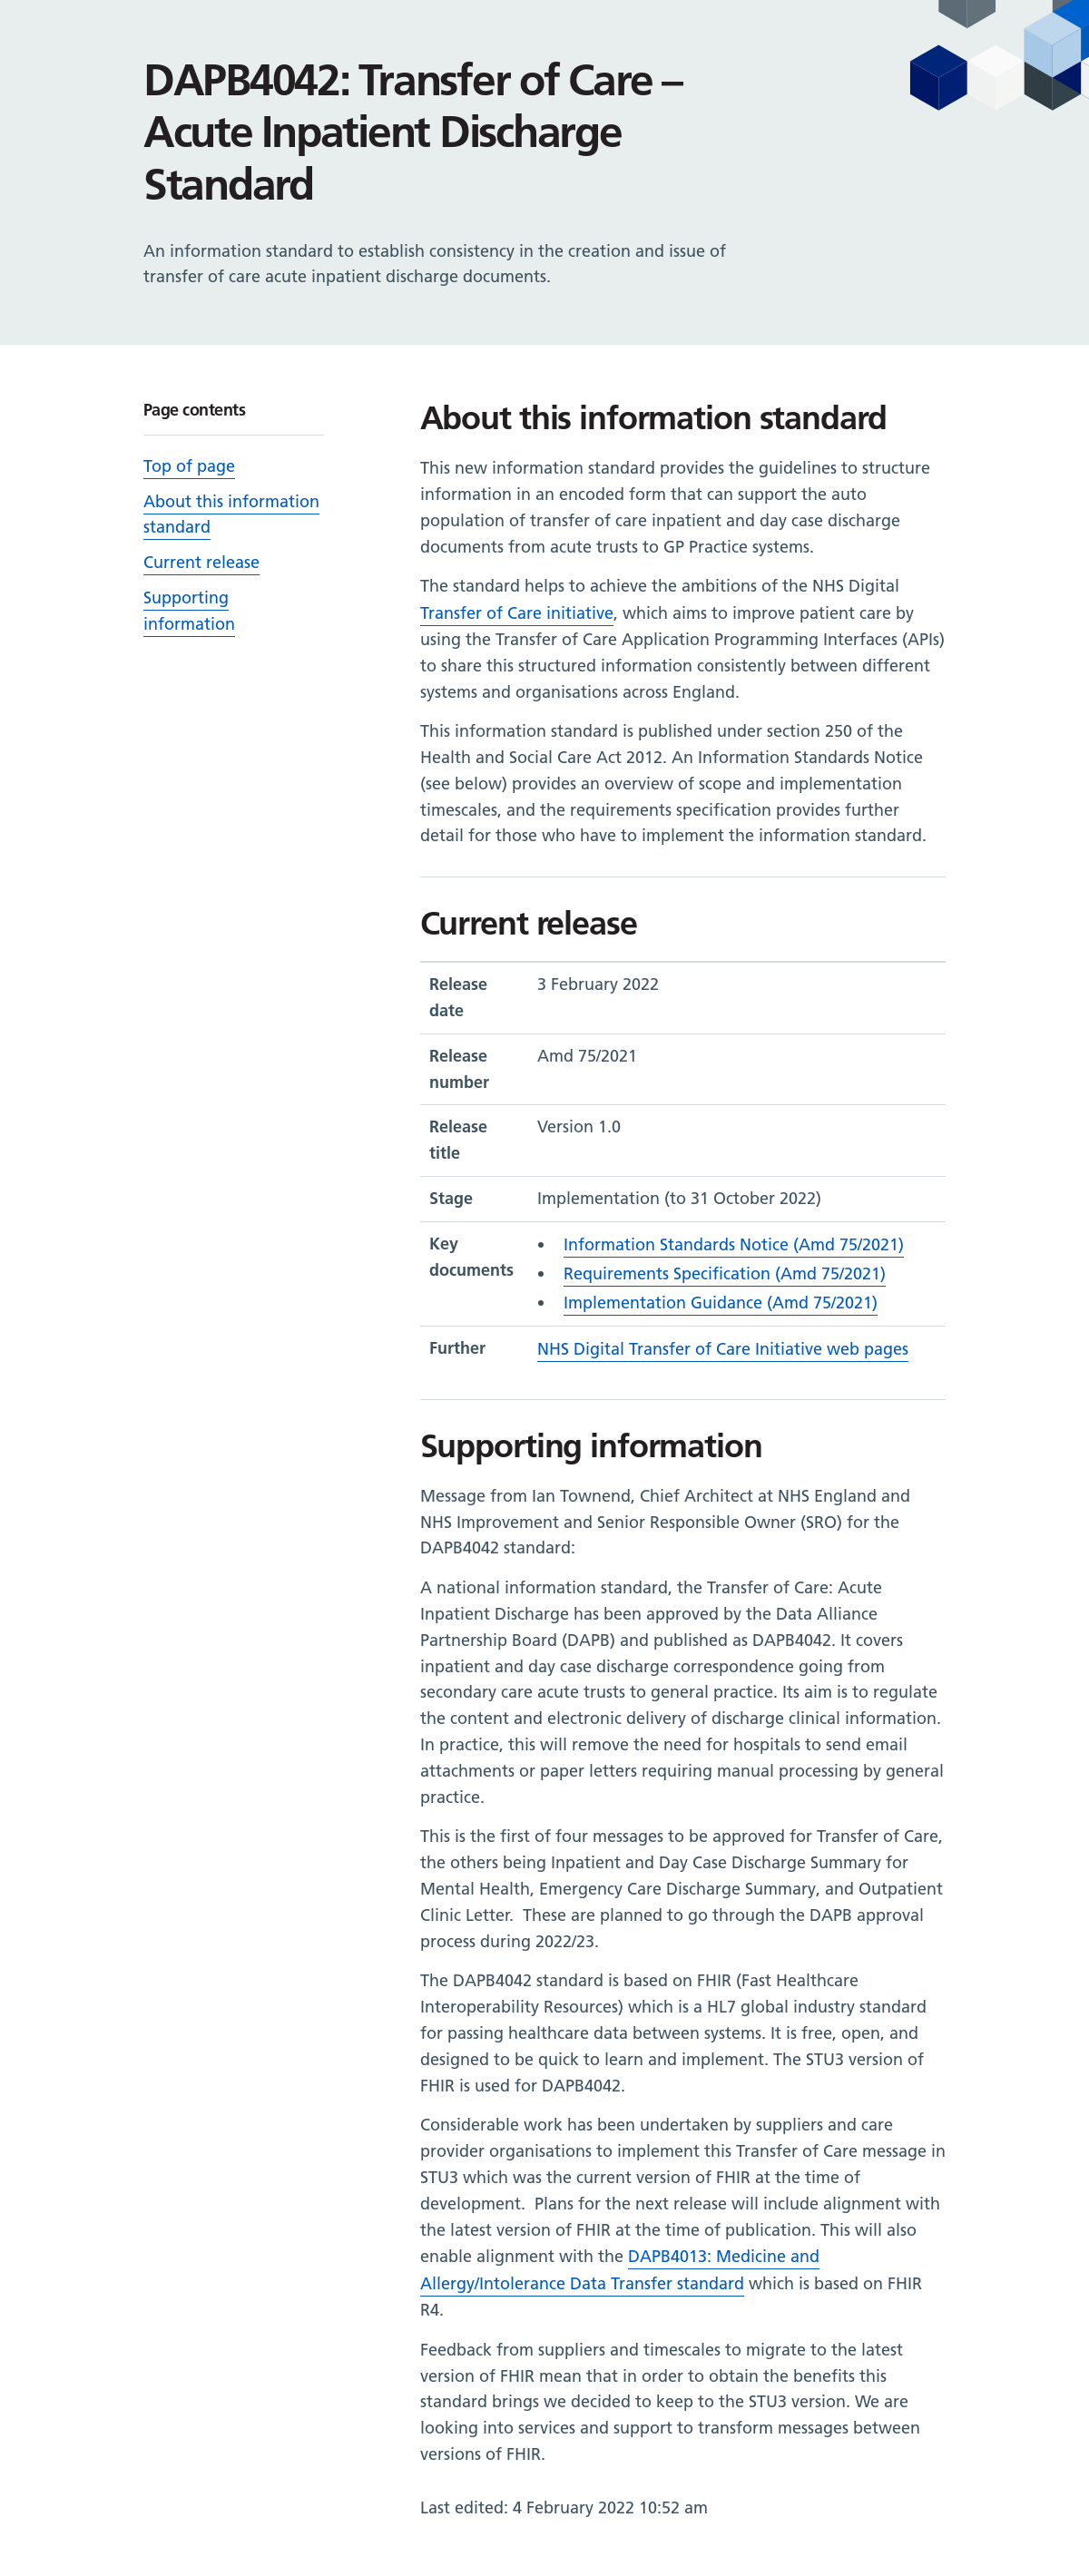 DAPB4042: Transfer of Care –
Acute Inpatient Discharge
Standard
An information standard to establish consistency in the creation and issue of
transfer of care acute inpatient discharge documents.
Page contents
Top of page
About this information
standard
Current release
Supporting
information
About this information standard
This new information standard provides the guidelines to structure
information in an encoded form that can support the auto
population of transfer of care inpatient and day case discharge
documents from acute trusts to GP Practice systems.
The standard helps to achieve the ambitions of the NHS Digital
Transfer of Care initiative, which aims to improve patient care by
using the Transfer of Care Application Programming Interfaces (APIs)
to share this structured information consistently between different
systems and organisations across England.
This information standard is published under section 250 of the
Health and Social Care Act 2012. An Information Standards Notice
(see below) provides an overview of scope and implementation
timescales, and the requirements specification provides further
detail for those who have to implement the information standard.
Current release
Release
date
3 February 2022
Release
number
Amd 75/2021
Release
title
Version 1.0
Stage
Implementation (to 31 October 2022)
Key
documents
• Information Standards Notice (Amd 75/2021)
• Requirements Specification (Amd 75/2021)
• Implementation Guidance (Amd 75/2021)
Further
NHS Digital Transfer of Care Initiative web pages
Supporting information
Message from Ian Townend, Chief Architect at NHS England and
NHS Improvement and Senior Responsible Owner (SRO) for the
DAPB4042 standard:
A national information standard, the Transfer of Care: Acute
Inpatient Discharge has been approved by the Data Alliance
Partnership Board (DAPB) and published as DAPB4042. It covers
inpatient and day case discharge correspondence going from
secondary care acute trusts to general practice. Its aim is to regulate
the content and electronic delivery of discharge clinical information.
In practice, this will remove the need for hospitals to send email
attachments or paper letters requiring manual processing by general
practice.
This is the first of four messages to be approved for Transfer of Care,
the others being Inpatient and Day Case Discharge Summary for
Mental Health, Emergency Care Discharge Summary, and Outpatient
Clinic Letter.  These are planned to go through the DAPB approval
process during 2022/23.
The DAPB4042 standard is based on FHIR (Fast Healthcare
Interoperability Resources) which is a HL7 global industry standard
for passing healthcare data between systems. It is free, open, and
designed to be quick to learn and implement. The STU3 version of
FHIR is used for DAPB4042.
Considerable work has been undertaken by suppliers and care
provider organisations to implement this Transfer of Care message in
STU3 which was the current version of FHIR at the time of
development.  Plans for the next release will include alignment with
the latest version of FHIR at the time of publication. This will also
enable alignment with the DAPB4013: Medicine and
Allergy/Intolerance Data Transfer standard which is based on FHIR
R4.
Feedback from suppliers and timescales to migrate to the latest
version of FHIR mean that in order to obtain the benefits this
standard brings we decided to keep to the STU3 version. We are
looking into services and support to transform messages between
versions of FHIR.
Last edited: 4 February 2022 10:52 am